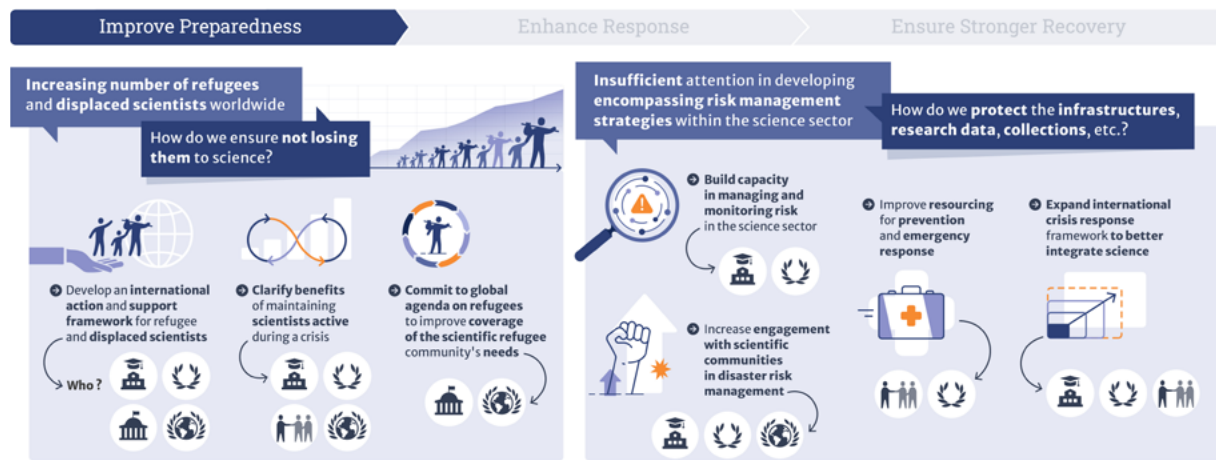 Improve Preparedness
Enhance Response
Ensure Stronger Recovery
Increasing number of refugees
and displaced scientists worldwide
How do we ensure not losing
them to science?
Develop an international
action and support
framework for refugee
and displaced scientists
Who ?
Clarify benefits
of maintaining
scientists active
during a crisis
Commit to global
agenda on refugees
to improve coverage
of the scientific refugee
community's needs
Insufficient attention in developing
encompassing risk management
strategies within the science sector
How do we protect the infrastructures,
research data, collections, etc.?
Build capacity
in managing and
monitoring risk
in the science sector
Increase engagement
with scientific
communities
in disaster risk
management
Improve resourcing
for prevention
and emergency
response
Expand international
crisis response
framework to better
integrate science